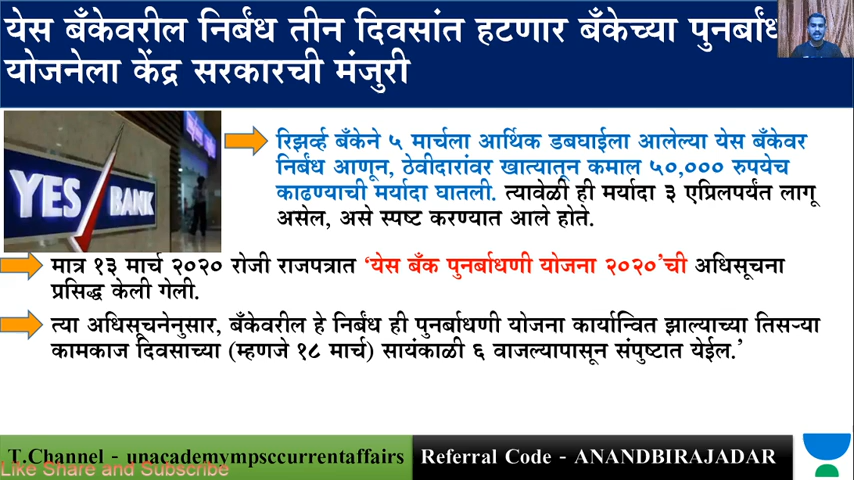 येस बँकेवरील निर्बंध तीन दिवसांत हटणार बँकेच्या पुनर्बांध
योजनेला केंद्र सरकारची मंजुरी
YES BANK
रिझर्व्ह बँकेने ५ मार्चला आर्थिक डबघाईला आलेल्या येस बँकेवर
निर्बंध आणून, ठेवीदारांवर खात्यातून कमाल ५०,००० रुपयेच
काढण्याची मर्यादा घातली. त्यावेळी ही मर्यादा ३ एप्रिलपर्यंत लागू
असेल, असे स्पष्ट करण्यात आले होते.
मात्र १३ मार्च २०२० रोजी राजपत्रात ‘येस बँक पुनर्बाधणी योजना २०२०’ची अधिसूचना
प्रसिद्ध केली गेली.
त्या अधिसूचनेनुसार, बँकेवरील हे निर्बंध ही पुनर्बाधणी योजना कार्यान्वित झाल्याच्या तिसऱ्या
कामकाज दिवसाच्या (म्हणजे १८ मार्च) सायंकाळी ६ वाजल्यापासून संपुष्टात येईल.’
T.Channel - unacademympsccurrentaffairs
Referral Code - ANANDBIRAJADAR
Like Share and Subscribe